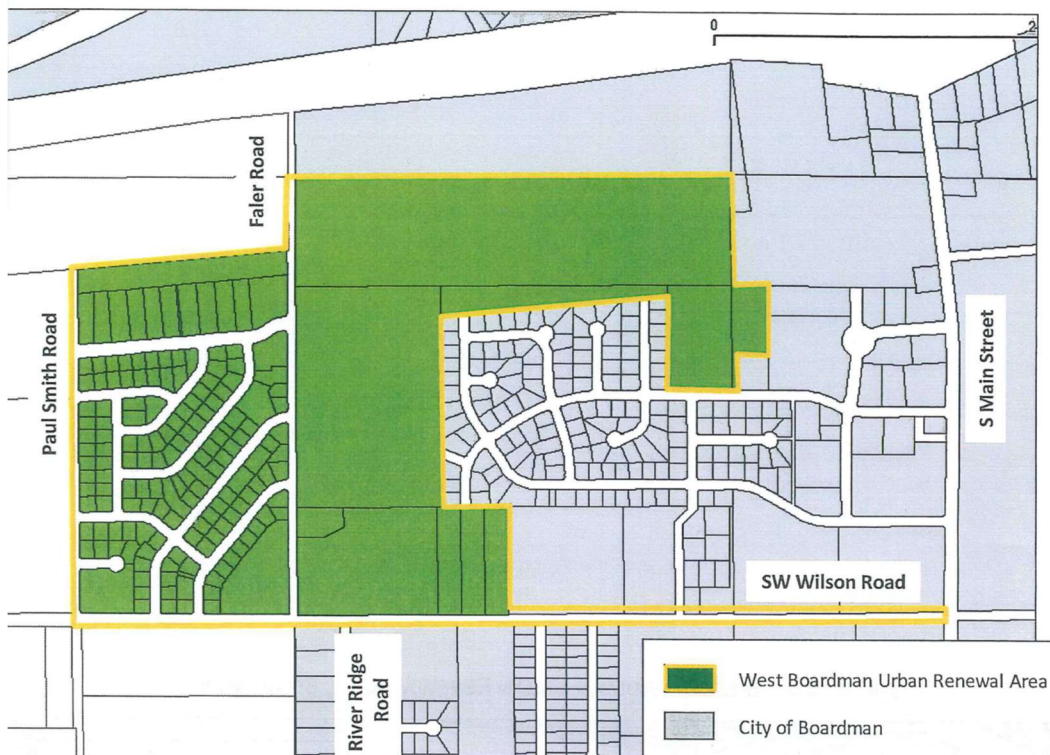 0
2
Faler Road
Paul Smith Road
S Main Street
SW Wilson Road
River Ridge
Road
West Boardman Urban Renewal Area
City of Boardman